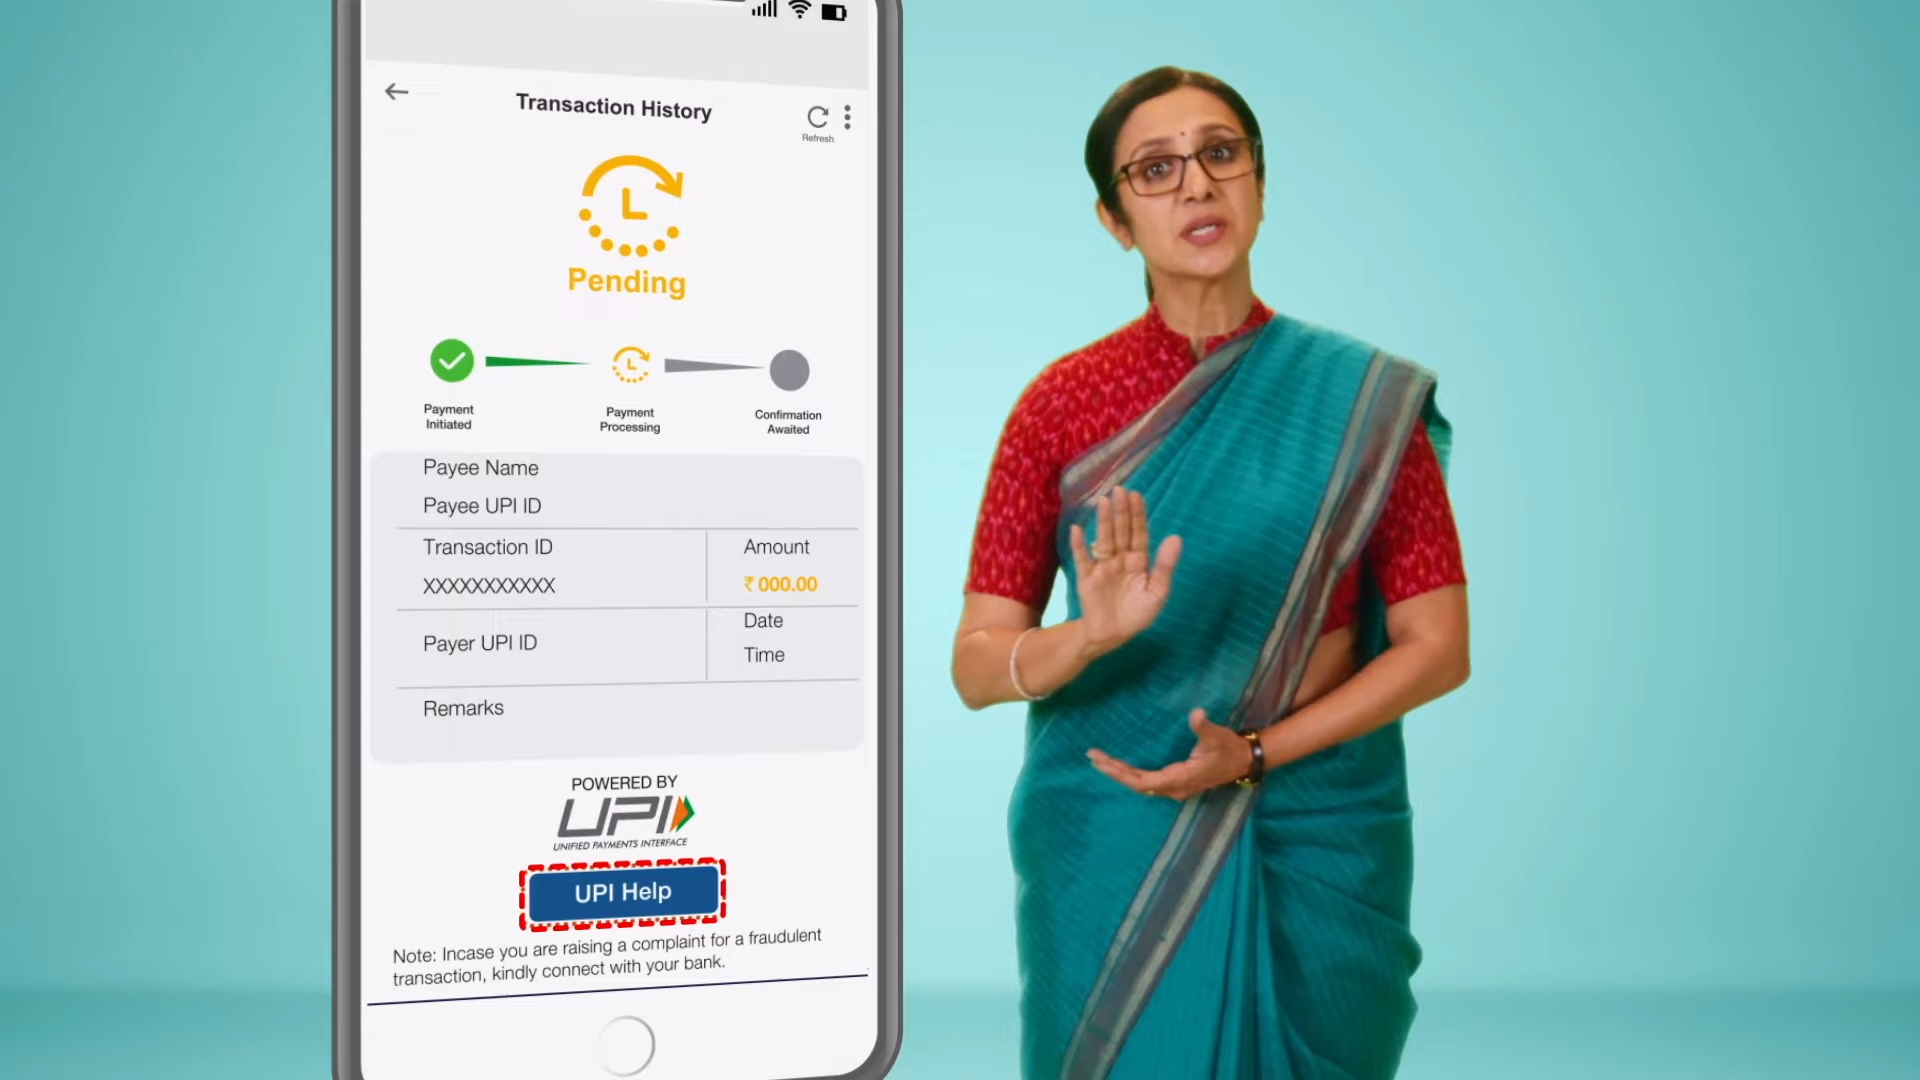 Transaction History
Refresh
Pending
Payment
Initiated
Payment
Processing
Confirmation
Awaited
Payee Name
Payee UPI ID
Transaction ID
XXXXXXXXXXX
Amount
₹ 000.00
Payer UPI ID
Date
Time
Remarks
POWERED BY
UPI
UNIFIED PAYMENTS INTERFACE
UPI Help
Note: Incase you are raising a complaint for a fraudulent
transaction, kindly connect with your bank.